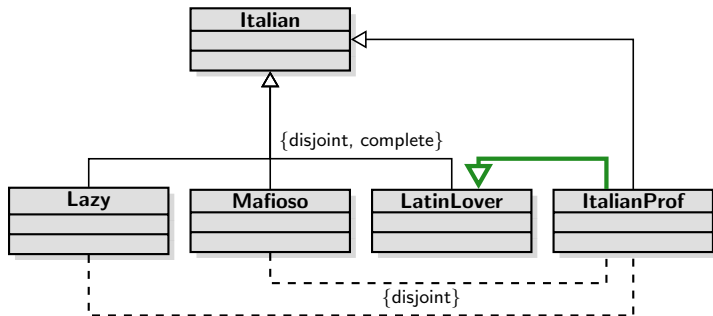 Italian
{disjoint, complete}
Lazy
Mafioso
LatinLover
ItalianProf
{disjoint}